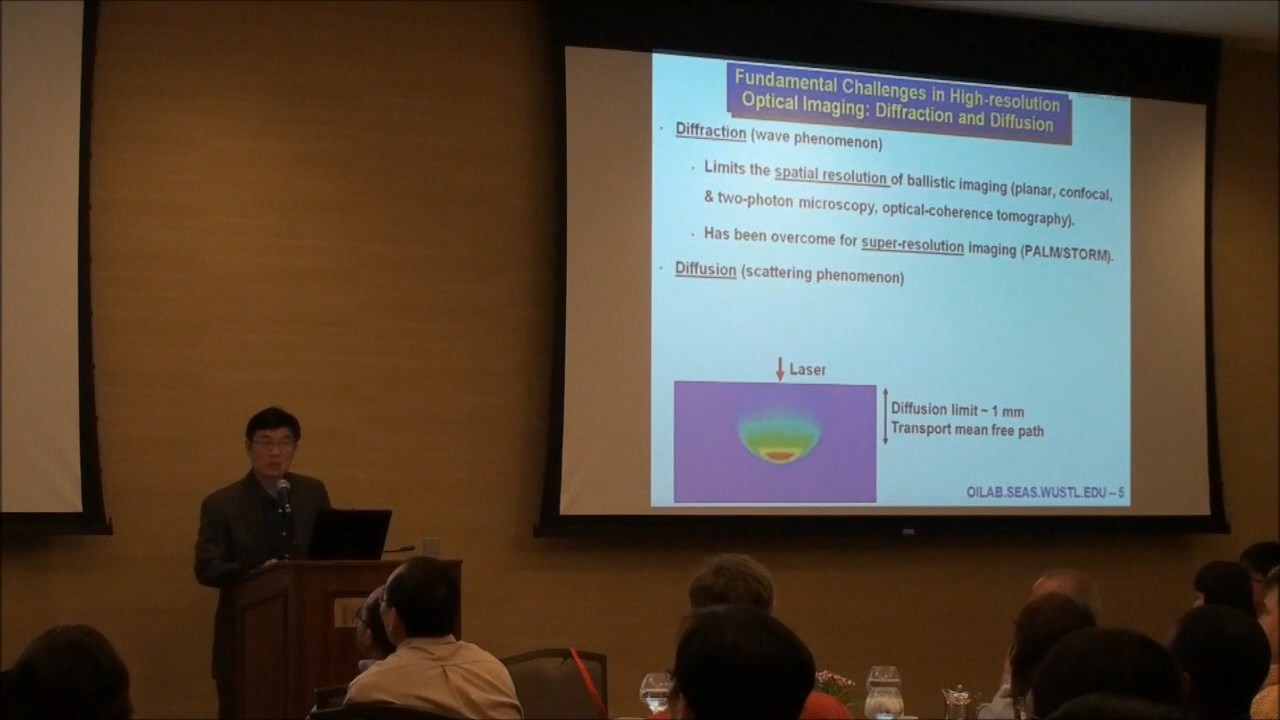 Fundamental Challenges in High-resolution
Optical Imaging: Diffraction and Diffusion
· Diffraction (wave phenomenon)
· Limits the spatial resolution of ballistic imaging (planar, confocal,
& two-photon microscopy, optical-coherence tomography).
· Has been overcome for super-resolution imaging (PALM/STORM).
· Diffusion (scattering phenomenon)
Laser
Diffusion limit ~ 1 mm
Transport mean free path
OILAB.SEAS.WUSTL.EDU – 5